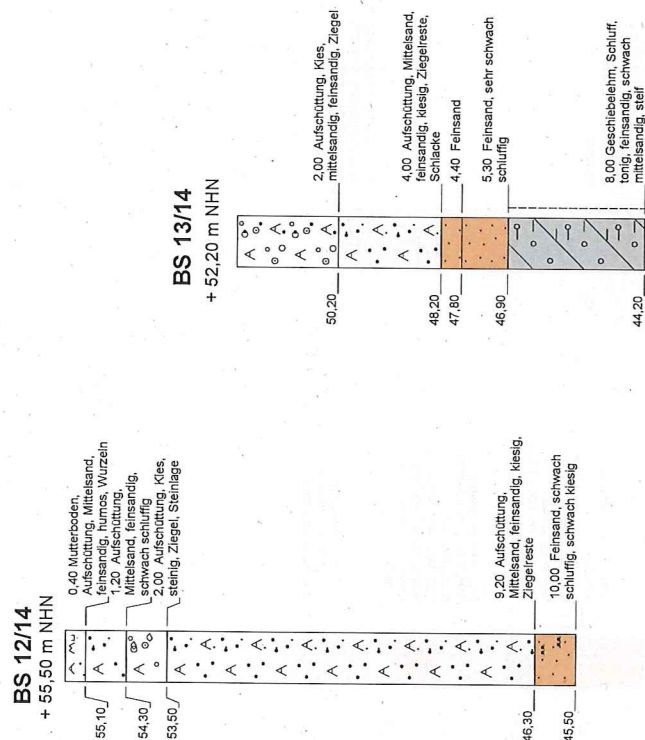 BS 12/14
+ 55,50 m NHN
0,40 Mutterboden,
Aufschüttung, Mittelsand,
feinsandig, humos, Wurzeln
1,20 Aufschüttung,
Mittelsand, feinsandig,
schwach schluffig
2,00 Aufschüttung, Kies,
steinig, Ziegel, Steinlage
55,10
54,30
53,50
9,20 Aufschüttung,
Mittelsand, feinsandig, kiesig,
Ziegelreste
46,30
10,00 Feinsand, schwach
schluffig, schwach kiesig
45,50
BS 13/14
+ 52,20 m NHN
2,00 Aufschüttung, Kies,
mittelsandig, feinsandig, Ziegel
50,20
4,00 Aufschüttung, Mittelsand,
feinsandig, kiesig, Ziegelreste,
Schlacke
48,20
4,40 Feinsand
47,80
5,30 Feinsand, sehr schwach
schluffig
46,90
8,00 Geschiebelehm, Schluff,
tonig, feinsandig, schwach
mittelsandig, steif
44,20